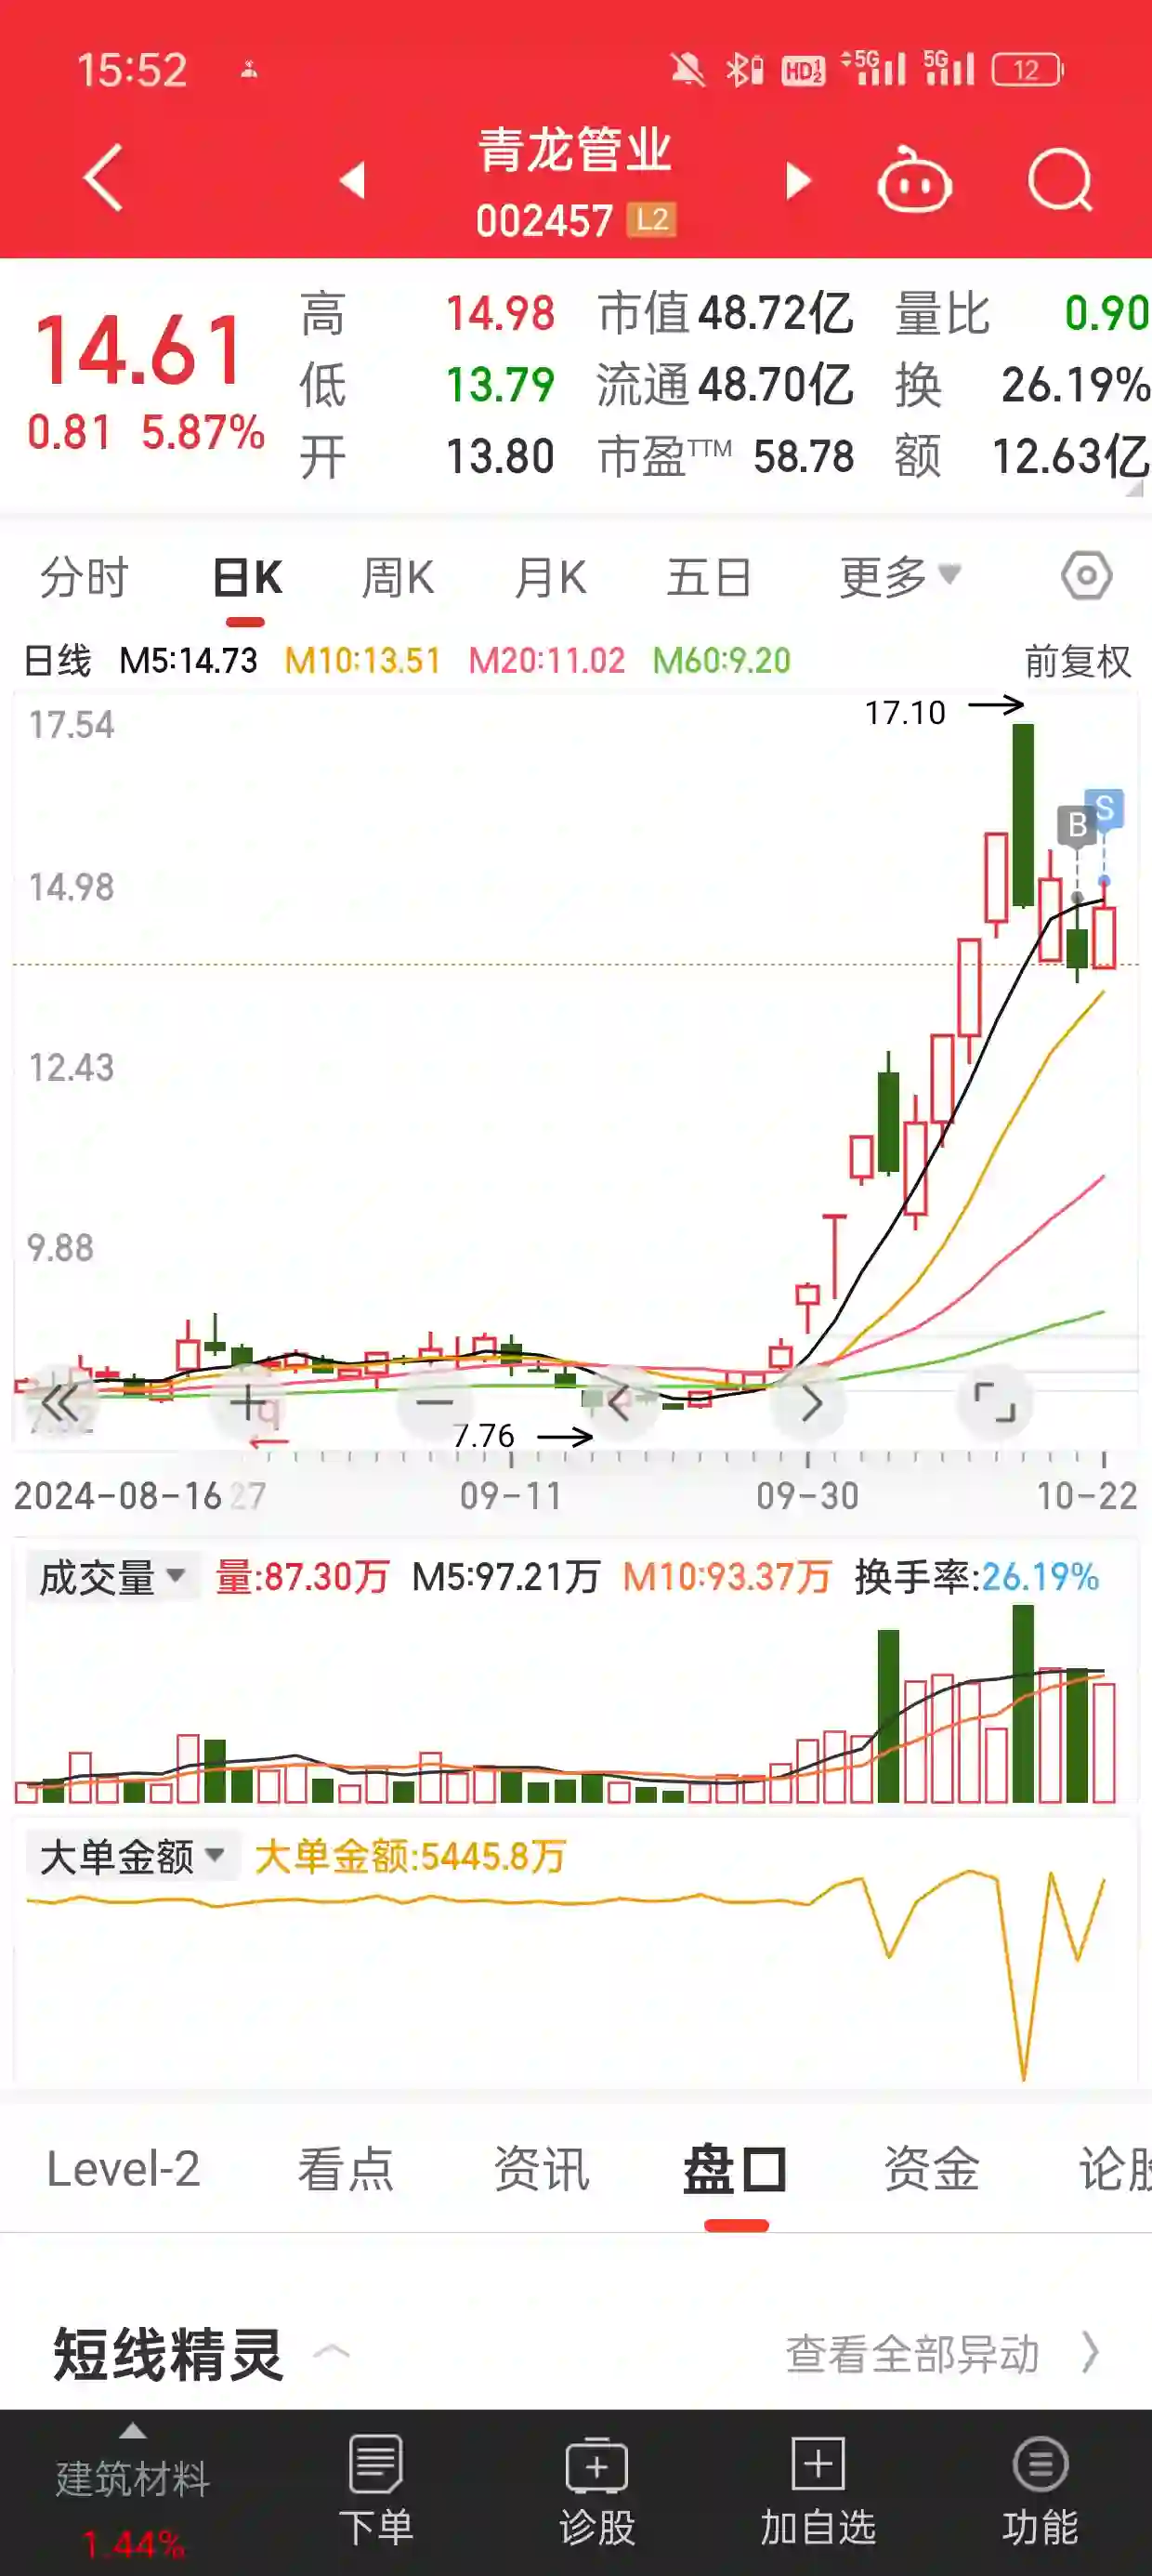 15:52 HD 5G 5G 12
青龙管业
002457 L2
14.61
0.81 5.87%
高 14.98 市值 48.72亿 量比 0.90
低 13.79 流通 48.70亿 换 26.19%
开 13.80 市盈TTM 58.78 额 12.63亿
分时 日K 周K 月K 五日 更多
日线 M5:14.73 M10:13.51 M20:11.02 M60:9.20 前复权
17.10
17.54
B S
14.98
12.43
9.88
q
7.76
2024-08-16 27 09-11 09-30 10-22
成交量 量:87.30万 M5:97.21万 M10:93.37万 换手率:26.19%
大单金额 大单金额:5445.8万
Level-2 看点 资讯 盘口 资金 论股
短线精灵 查看全部异动
建筑材料
1.44%
下单 诊股 加自选 功能